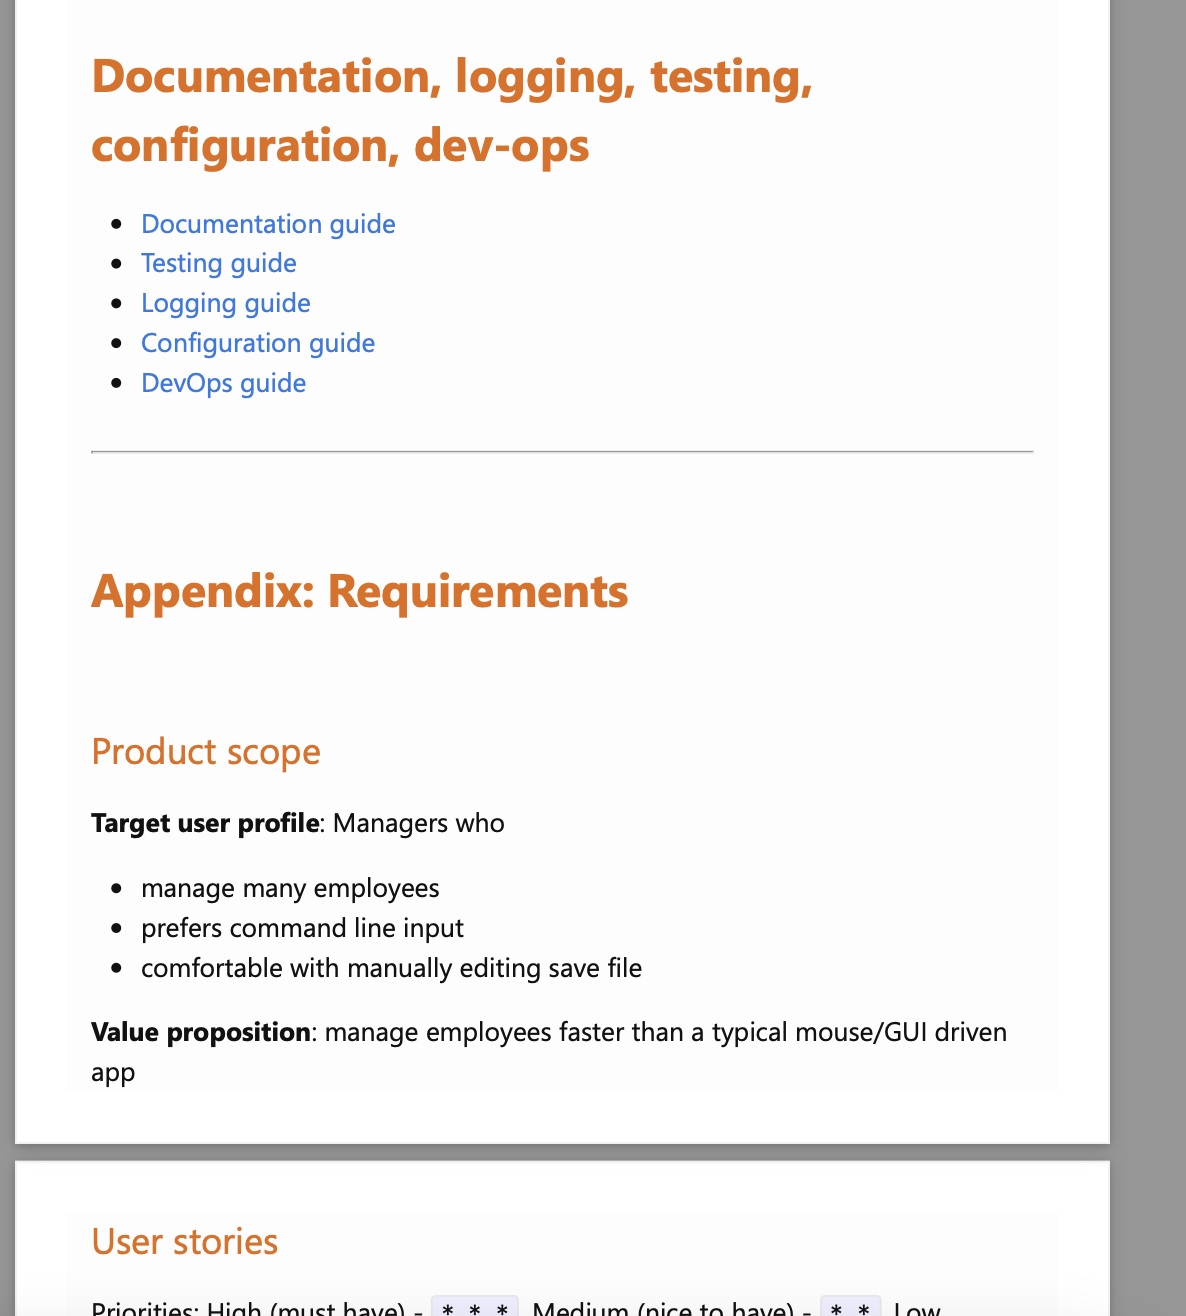 Documentation, logging, testing,
configuration, dev-ops
Documentation guide
Testing guide
Logging guide
Configuration guide
DevOps guide
Appendix: Requirements
Product scope
Target user profile: Managers who
manage many employees
prefers command line input
comfortable with manually editing save file
Value proposition: manage employees faster than a typical mouse/GUI driven
app
User stories
Priorities: High (must have) - * * * Medium (nice to have) - * * Low